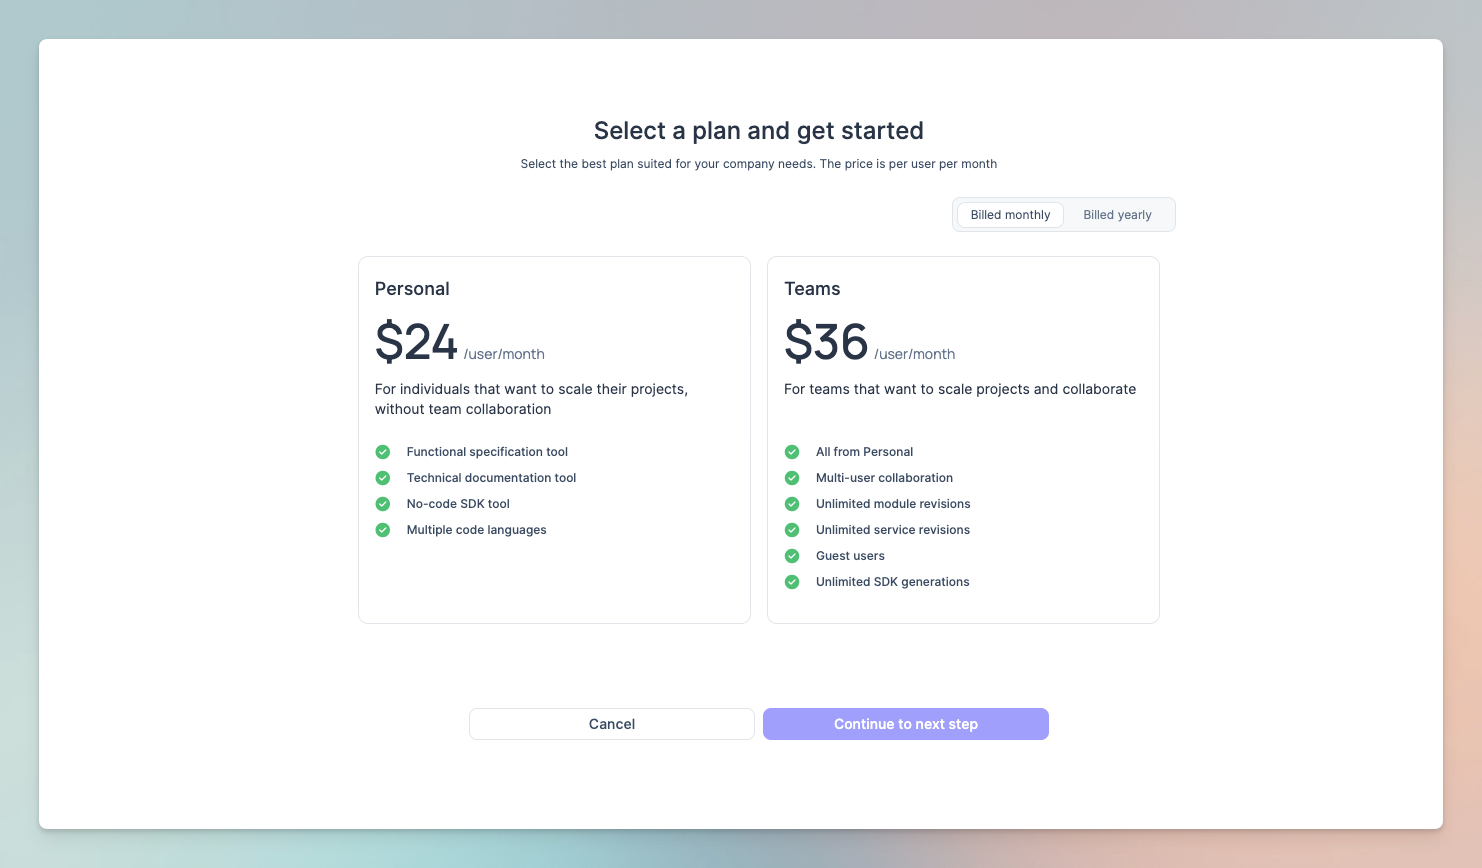 Select a plan and get started
Select the best plan suited for your company needs. The price is per user per month
Billed monthly
Billed yearly
Personal
$24 /user/month
For individuals that want to scale their projects,
without team collaboration
Functional specification tool
Technical documentation tool
No-code SDK tool
Multiple code languages
Teams
$36 /user/month
For teams that want to scale projects and collaborate
All from Personal
Multi-user collaboration
Unlimited module revisions
Unlimited service revisions
Guest users
Unlimited SDK generations
Cancel
Continue to next step